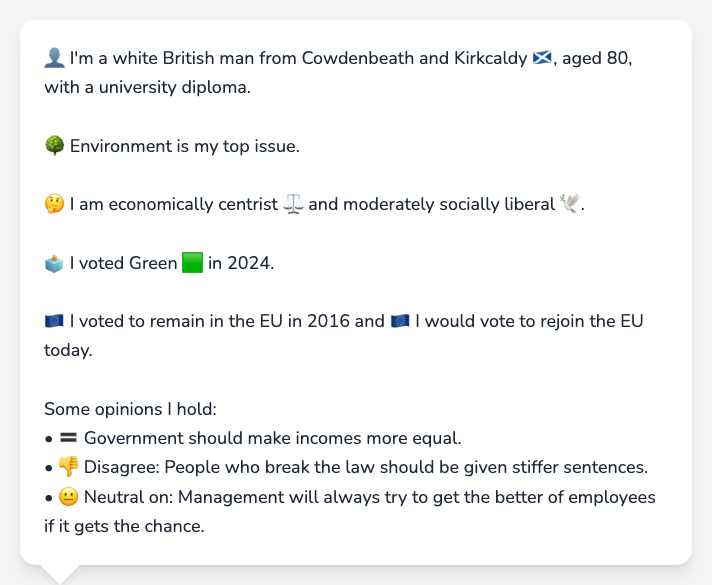 👤 I'm a white British man from Cowdenbeath and Kirkcaldy 🏴󠁧󠁢󠁳󠁣󠁴󠁿, aged 80,
with a university diploma.
🌳 Environment is my top issue.
🤔 I am economically centrist ⚖️ and moderately socially liberal 🕊️.
🗳️ I voted Green 🟩 in 2024.
🇪🇺 I voted to remain in the EU in 2016 and 🇪🇺 I would vote to rejoin the EU
today.
Some opinions I hold:
• 🟰 Government should make incomes more equal.
• 👎 Disagree: People who break the law should be given stiffer sentences.
• 😐 Neutral on: Management will always try to get the better of employees
if it gets the chance.